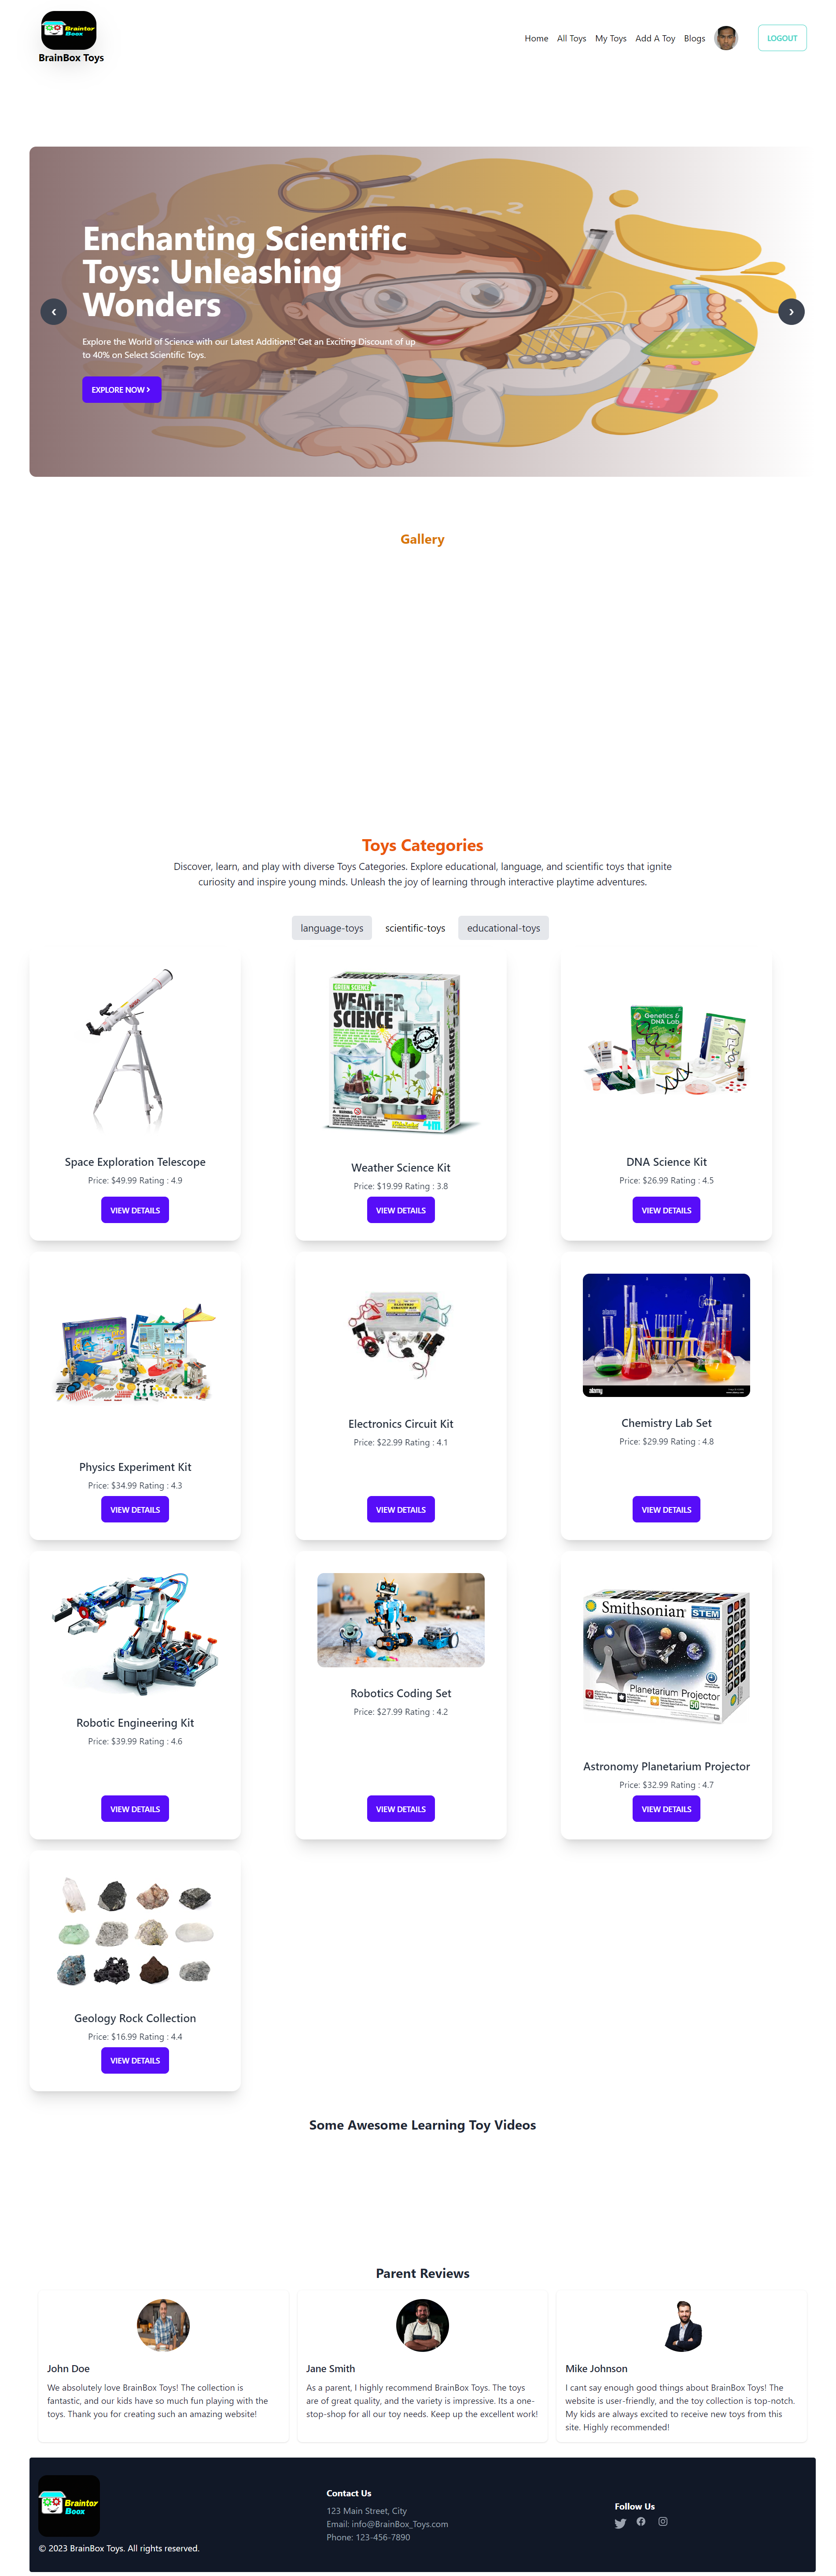 Braintor
Boox
BrainBox Toys
Home
All Toys
My Toys
Add A Toy
Blogs
LOGOUT
Enchanting Scientific
Toys: Unleashing
Wonders
Explore the World of Science with our Latest Additions! Get an Exciting Discount of up
to 40% on Select Scientific Toys.
EXPLORE NOW
Gallery
Toys Categories
Discover, learn, and play with diverse Toys Categories. Explore educational, language, and scientific toys that ignite
curiosity and inspire young minds. Unleash the joy of learning through interactive playtime adventures.
language-toys
scientific-toys
educational-toys
GREEN SCIENCE
WEATHER
SCIENCE
4M
Genetics &
DNA Lab
Space Exploration Telescope
Price: $49.99 Rating : 4.9
VIEW DETAILS
Weather Science Kit
Price: $19.99 Rating : 3.8
VIEW DETAILS
DNA Science Kit
Price: $26.99 Rating : 4.5
VIEW DETAILS
PHYSICS
Physics Experiment Kit
Price: $34.99 Rating : 4.3
VIEW DETAILS
Electronics Circuit Kit
Price: $22.99 Rating : 4.1
VIEW DETAILS
alamy
Chemistry Lab Set
Price: $29.99 Rating : 4.8
VIEW DETAILS
Robotic Engineering Kit
Price: $39.99 Rating : 4.6
VIEW DETAILS
Robotics Coding Set
Price: $27.99 Rating : 4.2
VIEW DETAILS
Smithsonian
STEM
Planetarium Projector
Astronomy Planetarium Projector
Price: $32.99 Rating : 4.7
VIEW DETAILS
Geology Rock Collection
Price: $16.99 Rating : 4.4
VIEW DETAILS
Some Awesome Learning Toy Videos
Parent Reviews
John Doe
We absolutely love BrainBox Toys! The collection is
fantastic, and our kids have so much fun playing with the
toys. Thank you for creating such an amazing website!
Jane Smith
As a parent, I highly recommend BrainBox Toys. The toys
are of great quality, and the variety is impressive. Its a one-
stop-shop for all our toy needs. Keep up the excellent work!
Mike Johnson
I cant say enough good things about BrainBox Toys! The
website is user-friendly, and the toy collection is top-notch.
My kids are always excited to receive new toys from this
site. Highly recommended!
Braintor
Boox
© 2023 BrainBox Toys. All rights reserved.
Contact Us
123 Main Street, City
Email: info@BrainBox_Toys.com
Phone: 123-456-7890
Follow Us